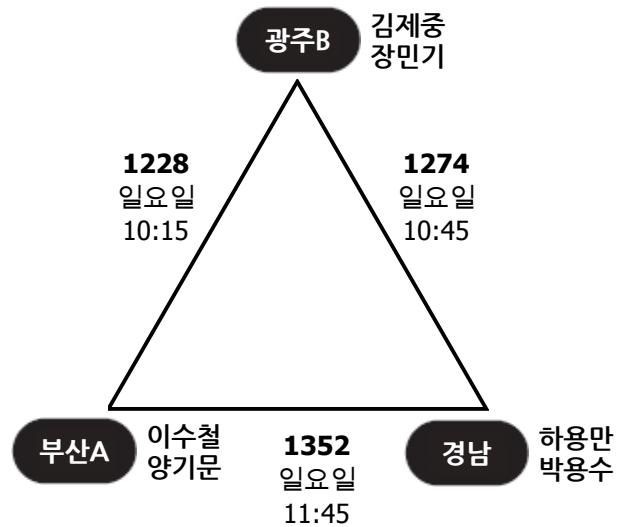 광주B
김제중
장민기
1228
일요일
10:15
1274
일요일
10:45
부산A
이수철
양기문
1352
일요일
11:45
경남
하용만
박용수